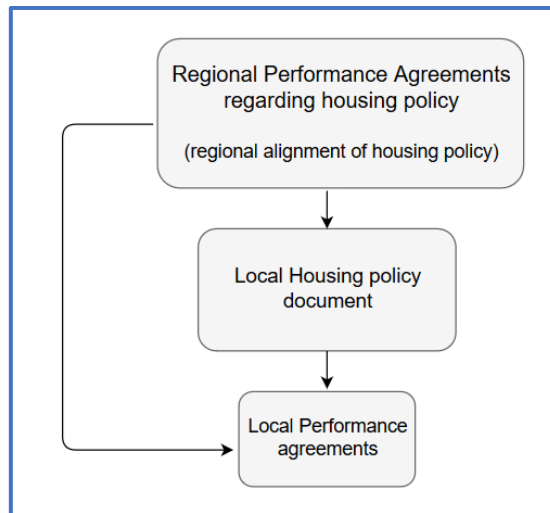 Regional Performance Agreements
regarding housing policy
(regional alignment of housing policy)
Local Housing policy
document
Local Performance
agreements